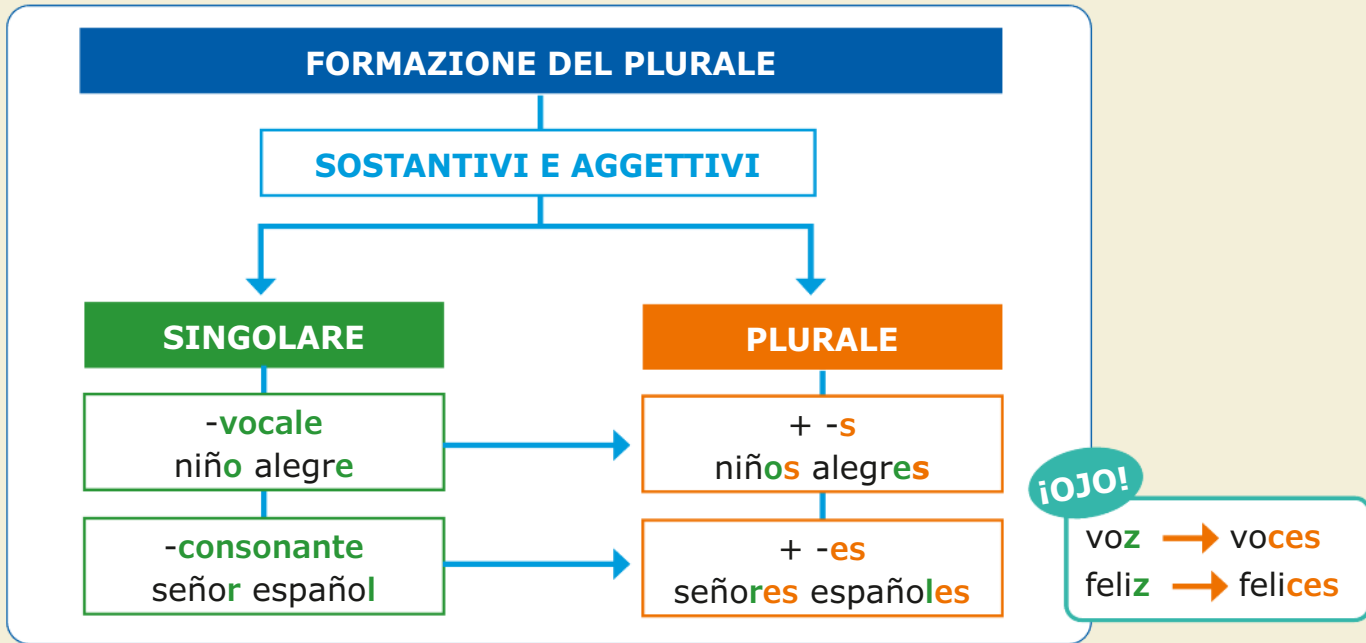 FORMAZIONE DEL PLURALE
SOSTANTIVI E AGGETTIVI
SINGOLARE
PLURALE
-vocale
niño alegre
+ -s
niños alegres
-consonante
señor español
+ -es
señores españoles
¡OJO!
voz → voces
feliz → felices